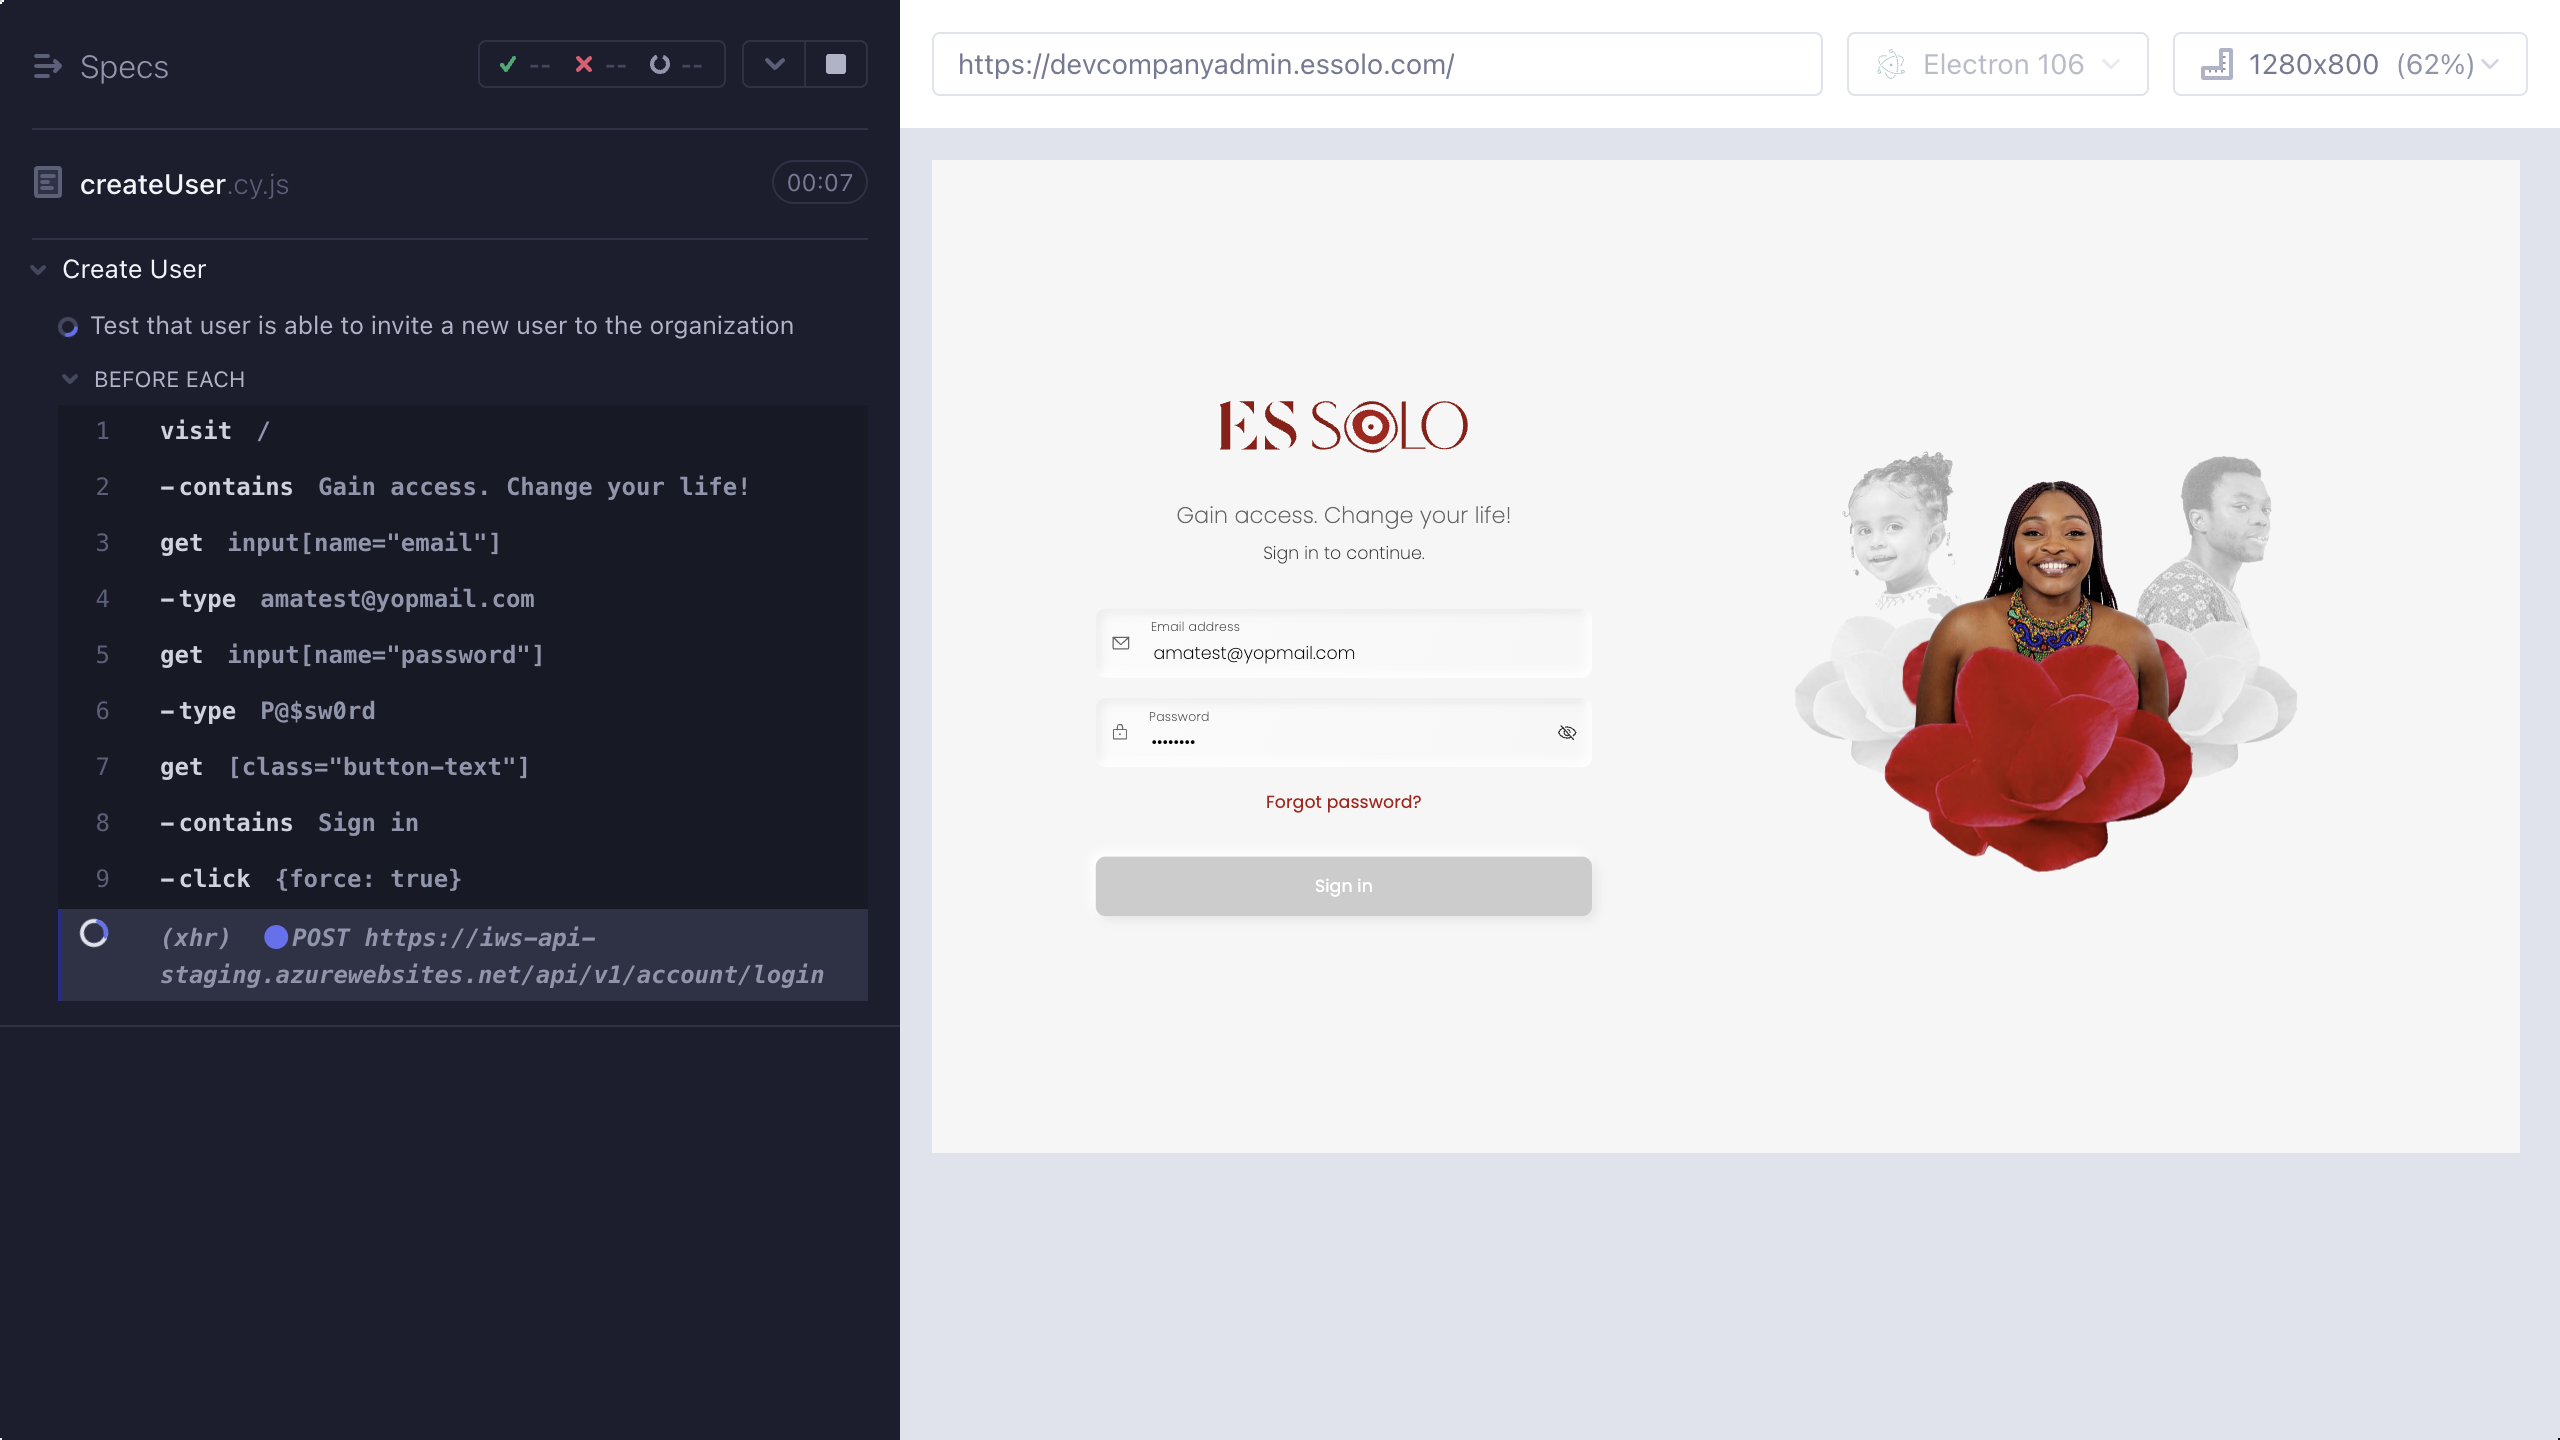 Specs
-- -- --
createUser.cy.js 00:07
Create User
Test that user is able to invite a new user to the organization
BEFORE EACH
1 visit /
2 -contains Gain access. Change your life!
3 get input[name="email"]
4 -type amatest@yopmail.com
5 get input[name="password"]
6 -type P@$sw0rd
7 get [class="button-text"]
8 -contains Sign in
9 -click {force: true}
(xhr) POST https://iws-api-
staging.azurewebsites.net/api/v1/account/login
https://devcompanyadmin.essolo.com/ Electron 106 1280x800 (62%)
ES SOLO
Gain access. Change your life!
Sign in to continue.
Email address
amatest@yopmail.com
Password
••••••••
Forgot password?
Sign in